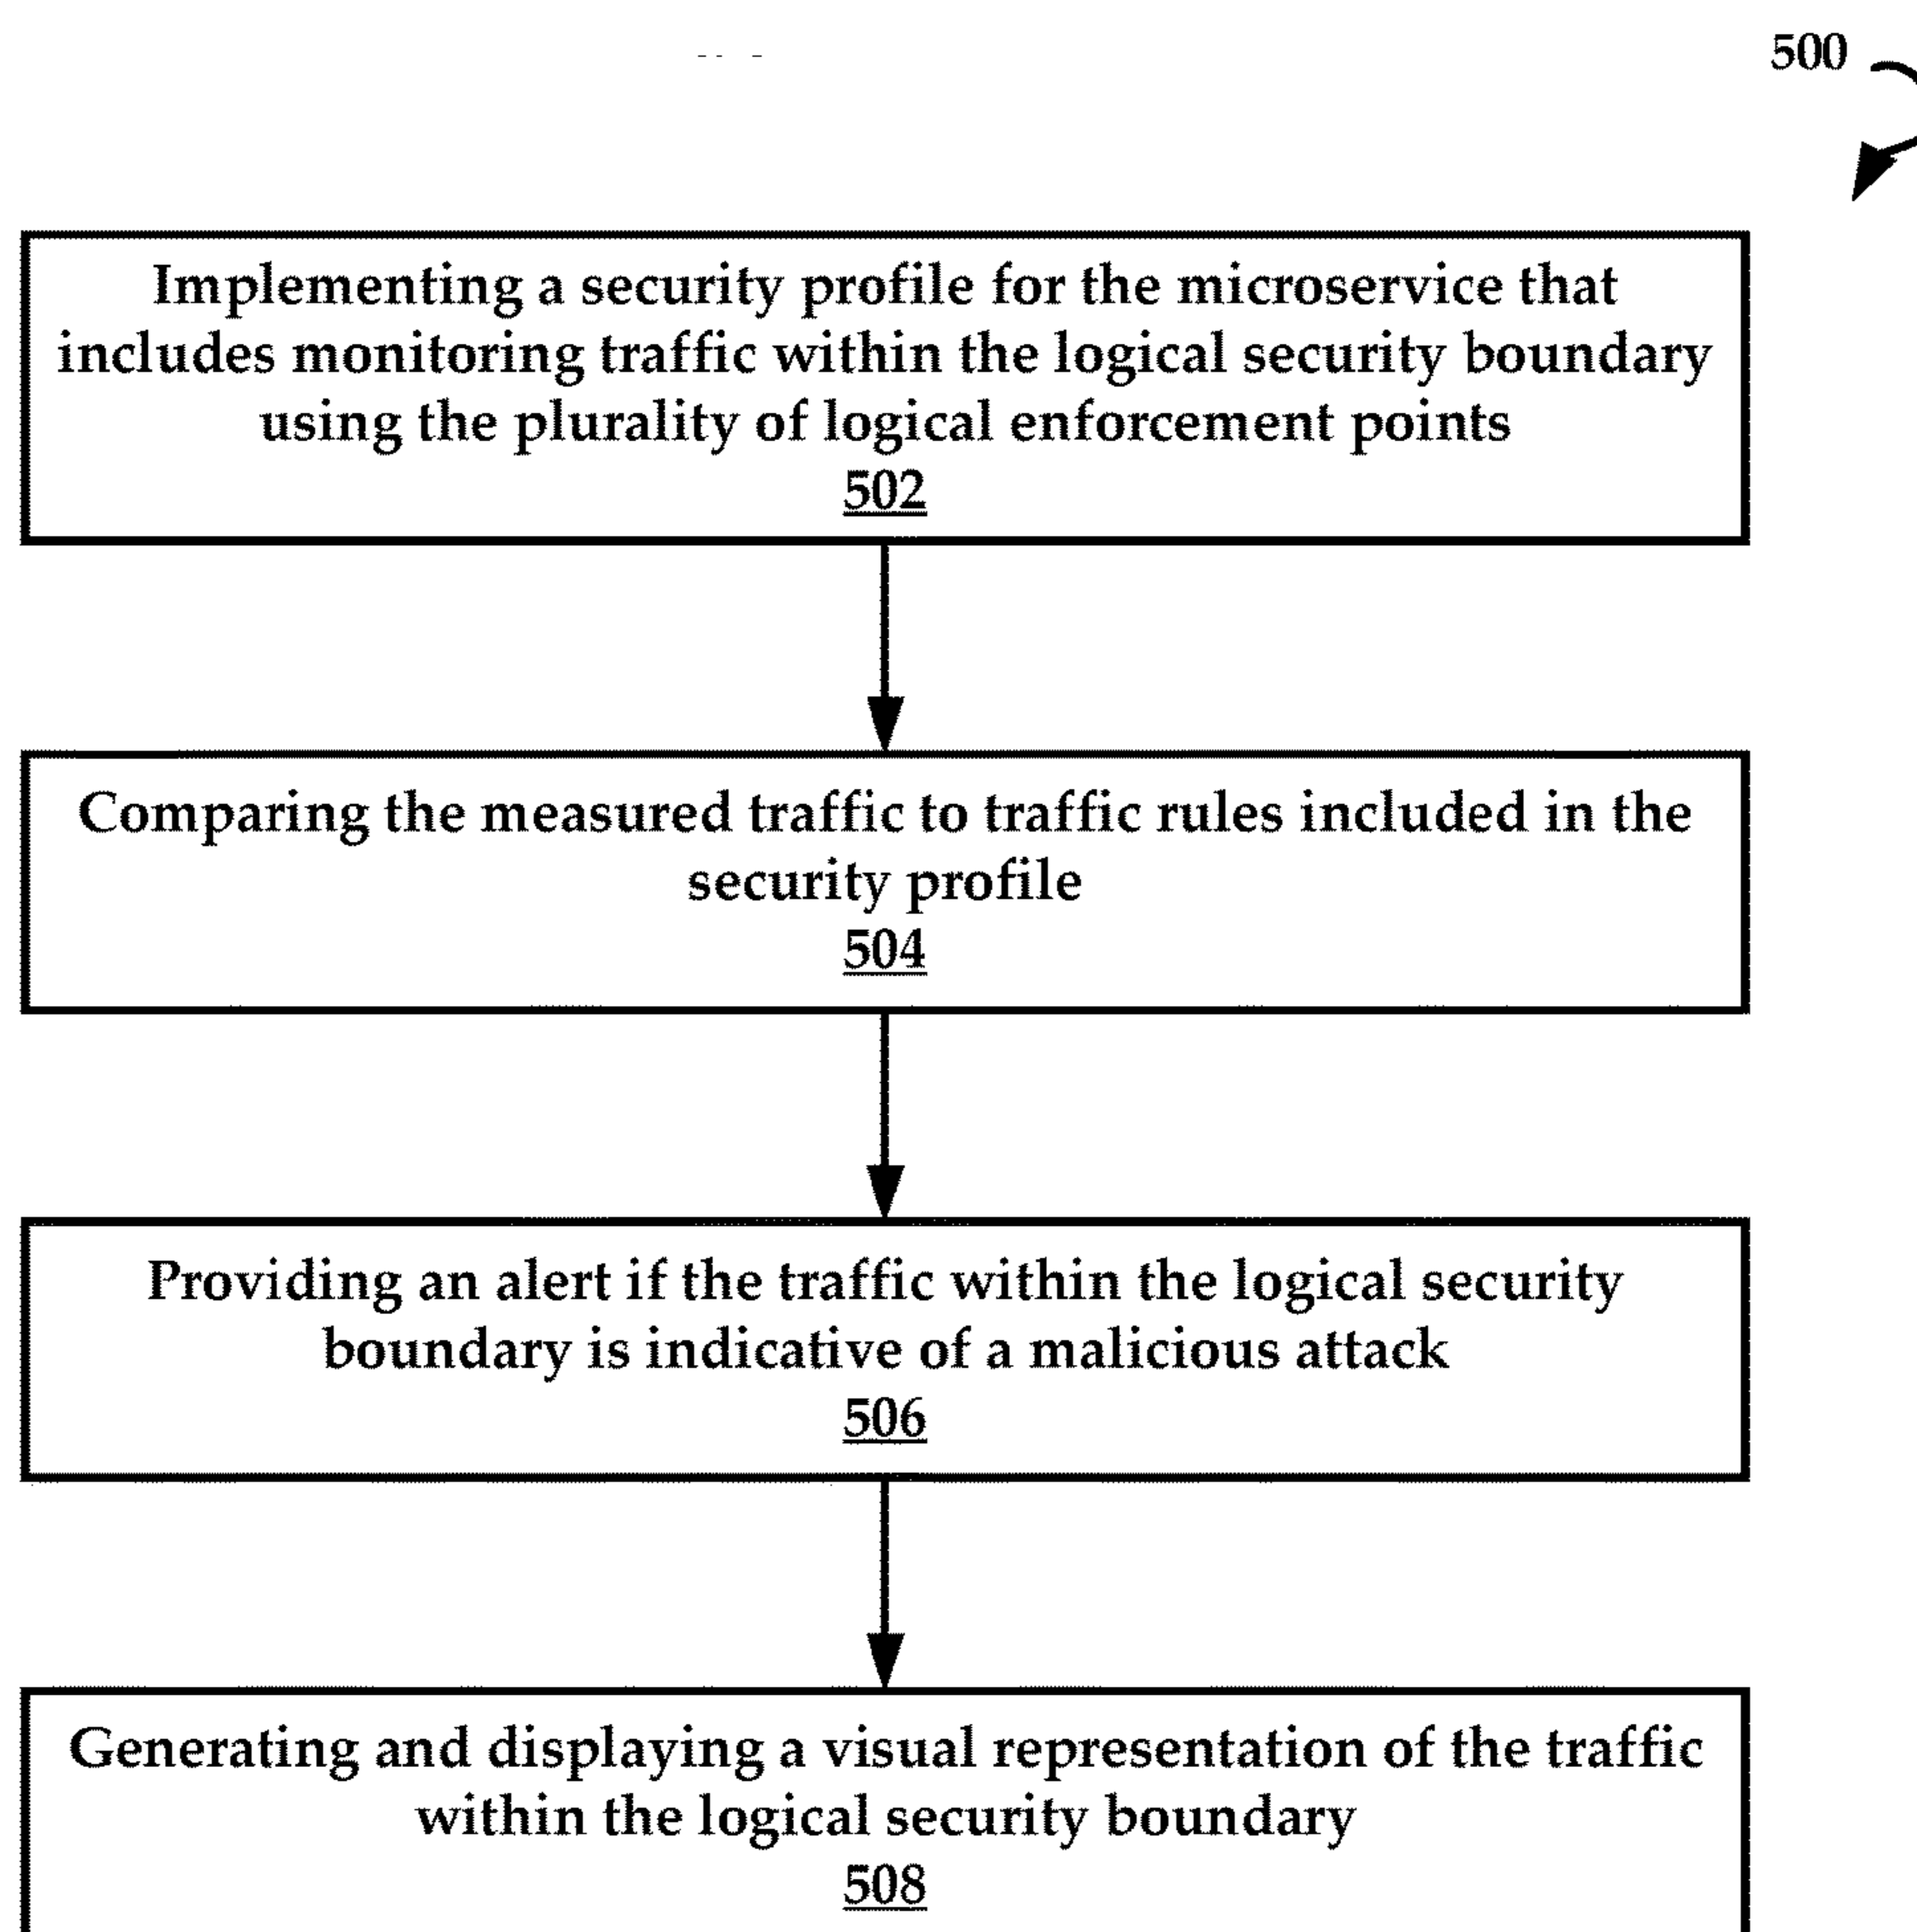 500
Implementing a security profile for the microservice that
includes monitoring traffic within the logical security boundary
using the plurality of logical enforcement points
502
Comparing the measured traffic to traffic rules included in the
security profile
504
Providing an alert if the traffic within the logical security
boundary is indicative of a malicious attack
506
Generating and displaying a visual representation of the traffic
within the logical security boundary
508